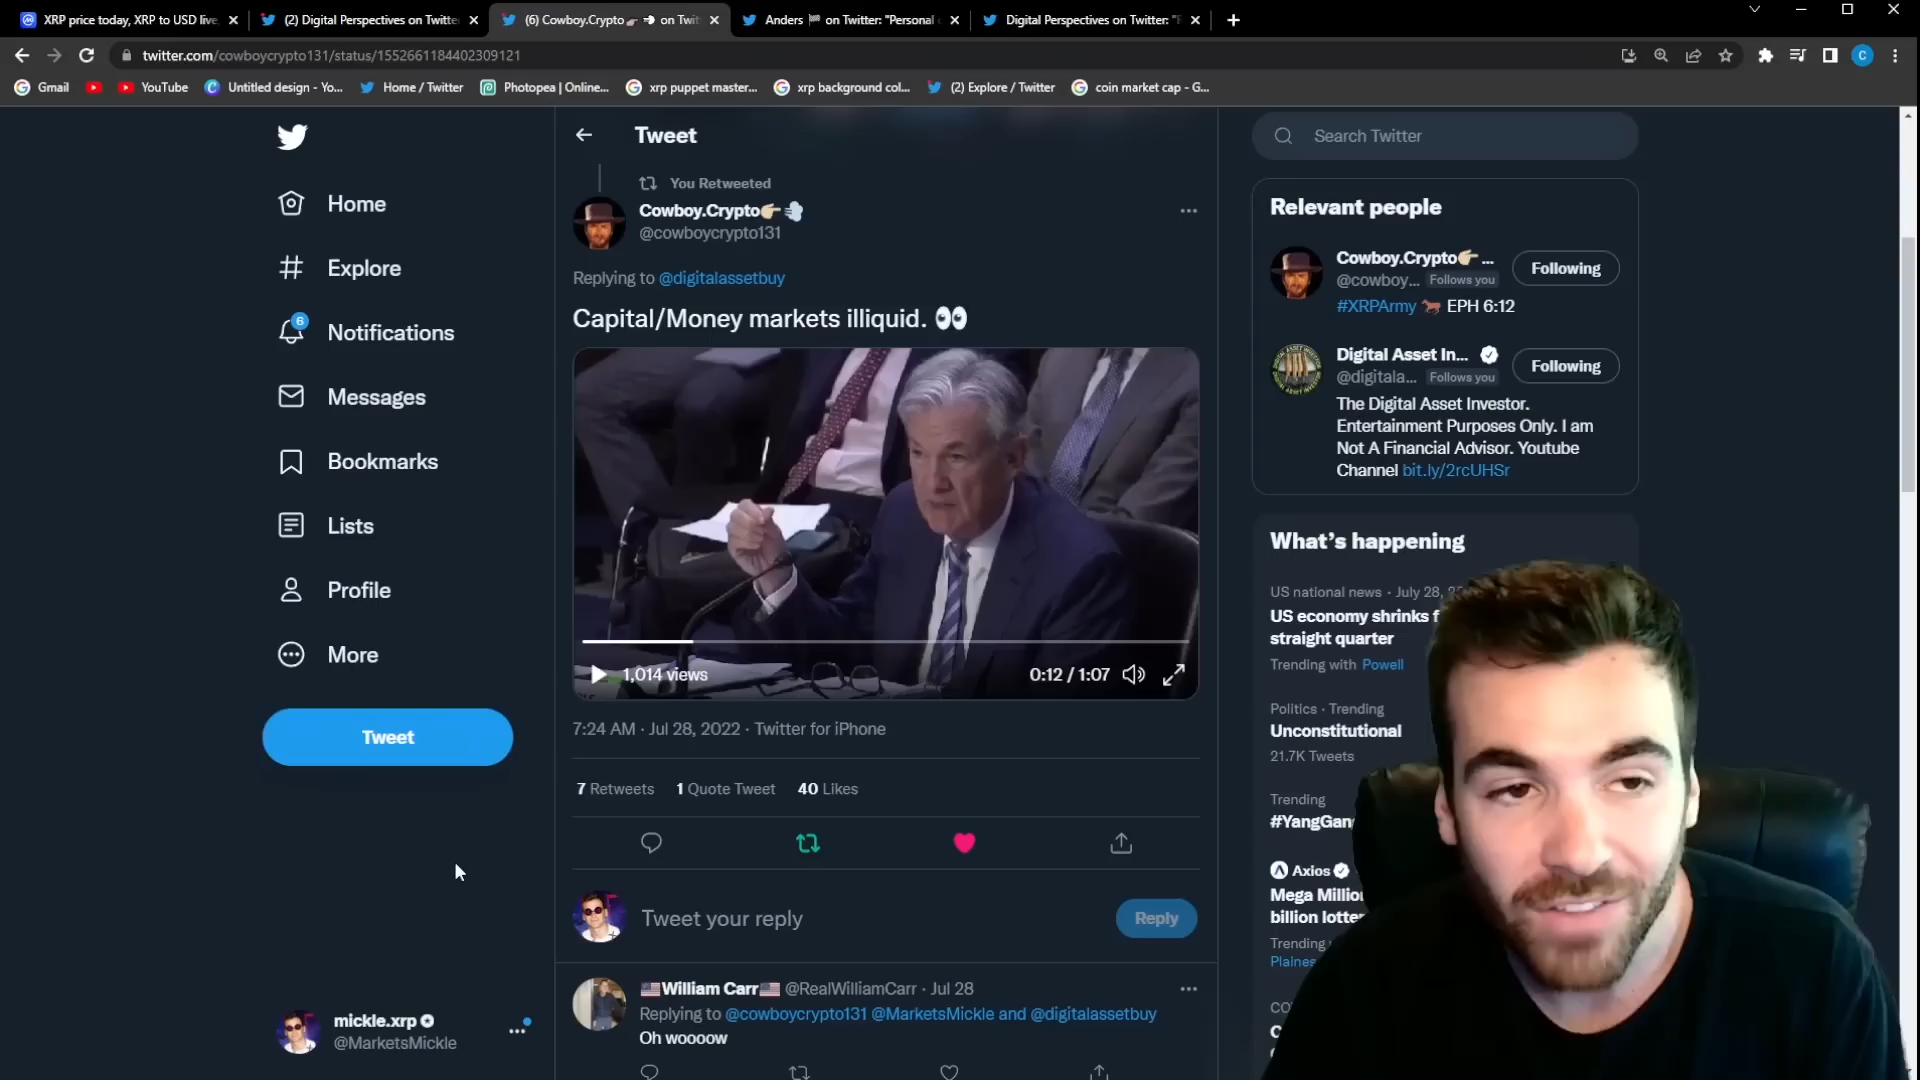 XRP price today, XRP to USD live,
(2) Digital Perspectives on Twitte
(6) Cowboy.Crypto👉🏼💨 on Twit
Anders 🏴 on Twitter: "Personal
Digital Perspectives on Twitter: "
twitter.com/cowboycrypto131/status/1552661184402309121
C
Gmail
YouTube
Untitled design - Yo...
Home / Twitter
Photopea | Online...
xrp puppet master...
xrp background col...
(2) Explore / Twitter
coin market cap - G...
Home
Explore
6
Notifications
Messages
Bookmarks
Lists
Profile
More
Tweet
mickle.xrp
@MarketsMickle
Tweet
You Retweeted
Cowboy.Crypto👉🏼💨
@cowboycrypto131
Replying to @digitalassetbuy
Capital/Money markets illiquid. 👀
1,014 views
0:12 / 1:07
7:24 AM · Jul 28, 2022 · Twitter for iPhone
7 Retweets 1 Quote Tweet 40 Likes
Tweet your reply
Reply
🇺🇸William Carr🇺🇸 @RealWilliamCarr · Jul 28
Replying to @cowboycrypto131 @MarketsMickle and @digitalassetbuy
Oh woooow
Search Twitter
Relevant people
Cowboy.Crypto👉🏼 ...
@cowboy... Follows you
Following
#XRPArmy 🐎 EPH 6:12
Digital Asset In...
@digitala... Follows you
Following
The Digital Asset Investor.
Entertainment Purposes Only. I am
Not A Financial Advisor. Youtube
Channel bit.ly/2rcUHSr
What's happening
US national news · July 28,
US economy shrinks f
straight quarter
Trending with Powell
Politics · Trending
Unconstitutional
21.7K Tweets
Trending
#YangGan
Axios
Mega Millio
billion lotte
Trending
Plaines
CO
C
C